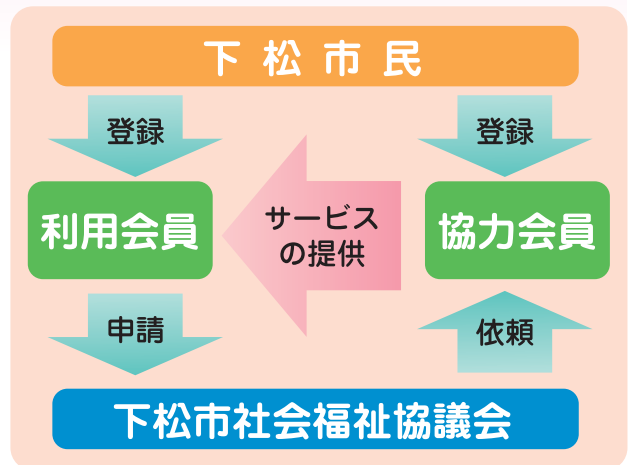 下松市民
登録
登録
利用会員
サービス
の提供
協力会員
申請
依頼
下松市社会福祉協議会